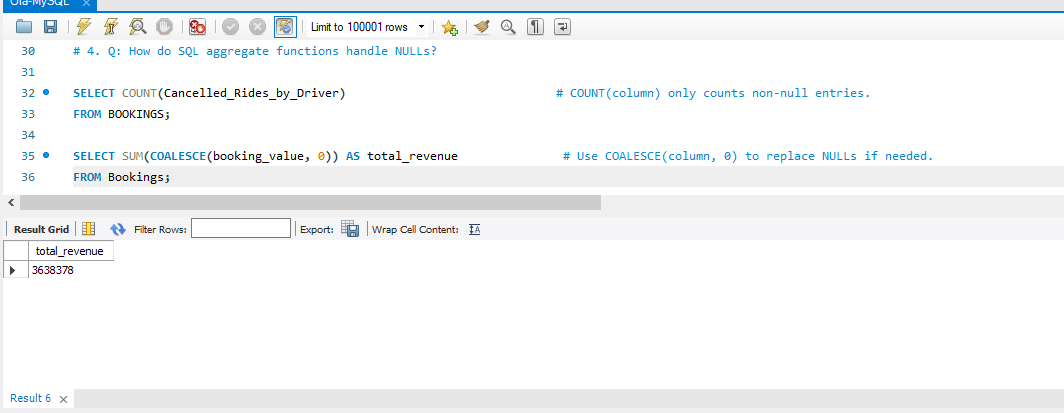 Ola-MySQL
Limit to 100001 rows
30 # 4. Q: How do SQL aggregate functions handle NULLs?
31
32 SELECT COUNT(Cancelled_Rides_by_Driver) # COUNT(column) only counts non-null entries.
33 FROM BOOKINGS;
34
35 SELECT SUM(COALESCE(booking_value, 0)) AS total_revenue # Use COALESCE(column, 0) to replace NULLs if needed.
36 FROM Bookings;
Result Grid Filter Rows: Export: Wrap Cell Content: IA
total_revenue
3638378
Result 6